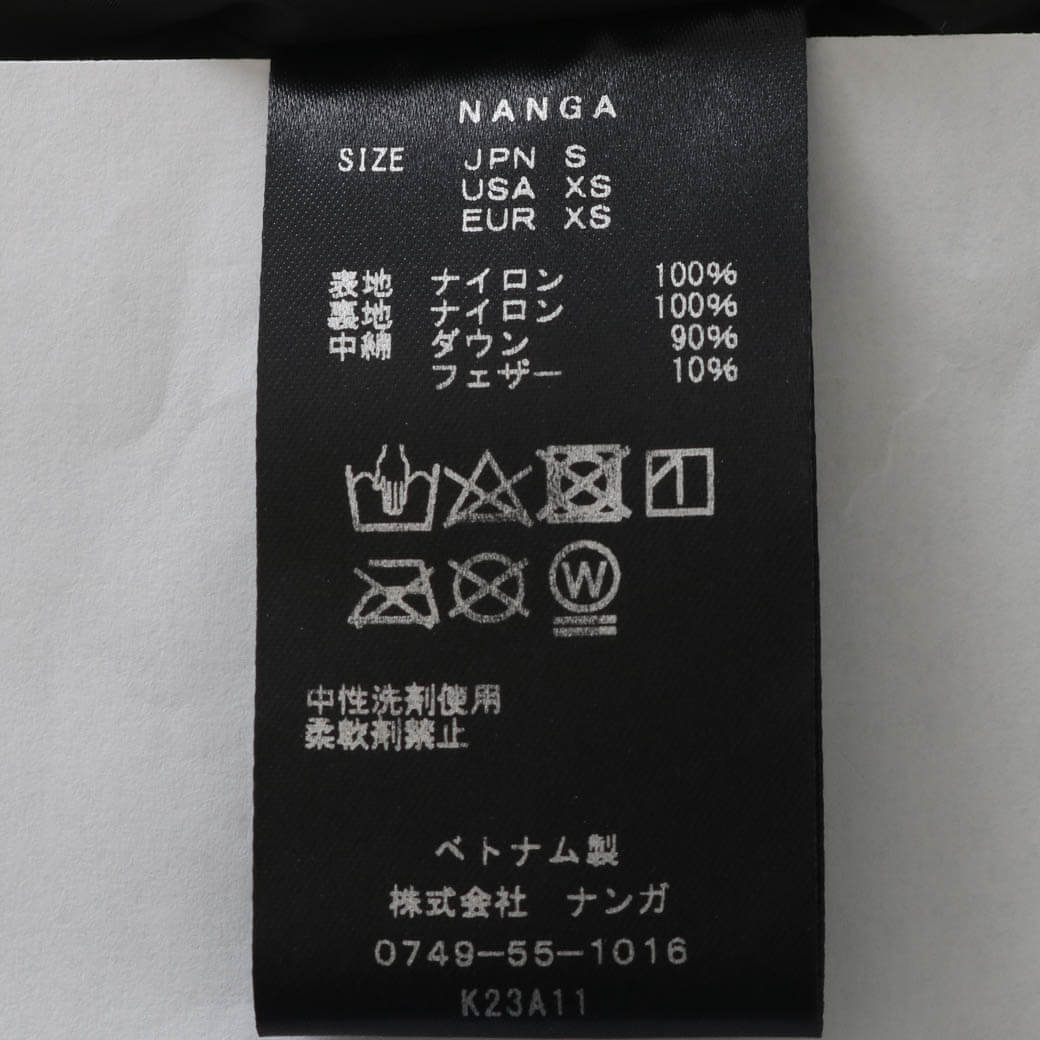 NANGA
SIZE JPN S
USA XS
EUR XS
表地 ナイロン 100%
裏地 ナイロン 100%
中綿 ダウン 90%
フェザー 10%
W
中性洗剤使用
柔軟剤禁止
ベトナム製
株式会社 ナンガ
0749-55-1016
K23A11